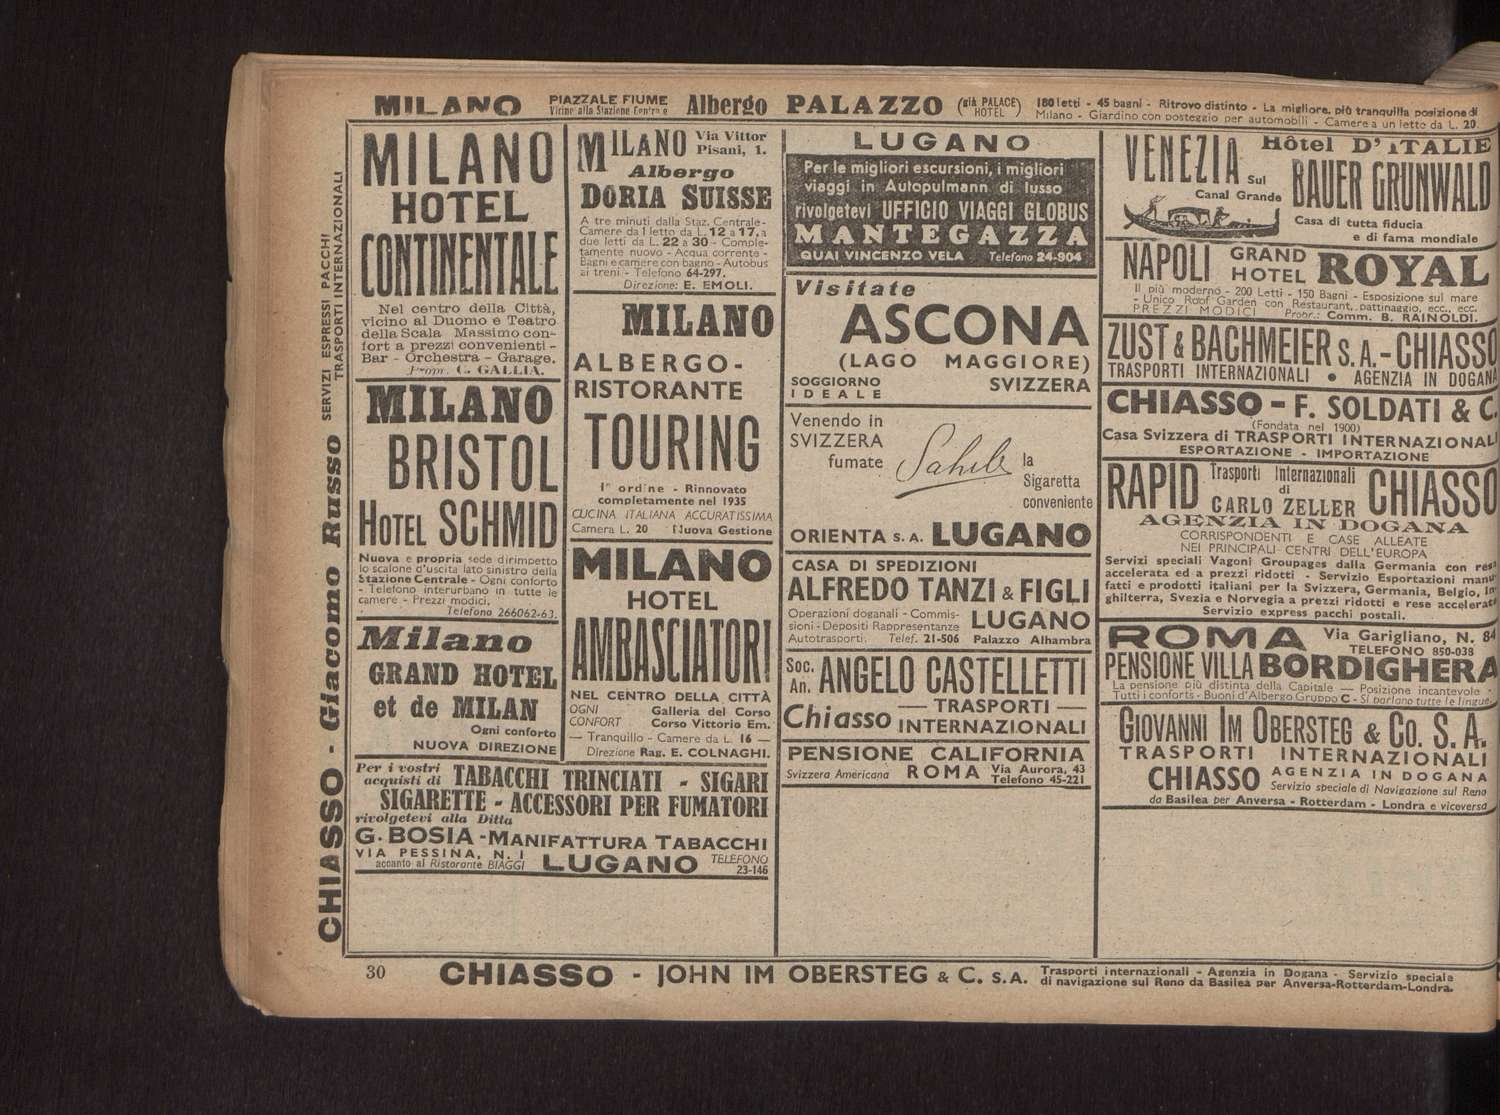 MILANO PIAZZALE FIUME Vicine alla Stazione Centrale Albergo PALAZZO (già PALACE HOTEL) 180 letti - 45 bagni - Ritrovo distinto - La migliore, più tranquilla posizione di
Milano - Giardino con posteggio per automobili - Camere a un letto da L. 20.
CHIASSO - Giacomo Russo SERVIZI ESPRESSI PACCHI
TRASPORTI INTERNAZIONALI
MILANO
HOTEL
CONTINENTALE
Nel centro della Città,
vicino al Duomo e Teatro
della Scala Massimo con-
fort a prezzi convenienti -
Bar - Orchestra - Garage.
Propr. C. GALLIA.
MILANO
BRISTOL
HOTEL SCHMID
Nuova e propria sede dirimpetto
lo scalone d'uscita lato sinistro della
Stazione Centrale - Ogni conforto
- Telefono interurbano in tutte le
camere - Prezzi modici.
Telefono 266062-63.
Milano
GRAND HOTEL
et de MILAN
Ogni conforto
NUOVA DIREZIONE
MILANO Via Vittor
Pisani, 1.
Albergo
DORIA SUISSE
A tre minuti dalla Staz. Centrale -
Camere da 1 letto da L. 12 a 17, a
due letti da L. 22 a 30 - Comple-
tamente nuovo - Acqua corrente -
Bagni e camere con bagno - Autobus
ai treni - Telefono 64-297.
Direzione: E. EMOLI.
MILANO
ALBERGO-
RISTORANTE
TOURING
1° ordine - Rinnovato
completamente nel 1935
CUCINA ITALIANA ACCURATISSIMA
Camera L. 20 Nuova Gestione
MILANO
HOTEL
AMBASCIATORI
NEL CENTRO DELLA CITTÀ
OGNI Galleria del Corso
CONFORT Corso Vittorio Em.
— Tranquillo - Camere da L. 16 —
Direzione Rag. E. COLNAGHI.
Per i vostri
acquisti di TABACCHI TRINCIATI - SIGARI
SIGARETTE - ACCESSORI PER FUMATORI
rivolgetevi alla Ditta
G. BOSIA - MANIFATTURA TABACCHI
VIA PESSINA, N. 1
accanto al Ristorante BIAGGI LUGANO TELEFONO
23-146
LUGANO
Per le migliori escursioni, i migliori
viaggi in Autopulmann di lusso
rivolgetevi UFFICIO VIAGGI GLOBUS
MANTEGAZZA
QUAI VINCENZO VELA Telefono 24-904
Visitate
ASCONA
(LAGO MAGGIORE)
SOGGIORNO
IDEALE SVIZZERA
Venendo in
SVIZZERA
fumate Sahib la
Sigaretta
conveniente
ORIENTA S. A. LUGANO
CASA DI SPEDIZIONI
ALFREDO TANZI & FIGLI
Operazioni doganali - Commis-
sioni - Depositi Rappresentanze LUGANO
Autotrasporti. Telef. 21-506 Palazzo Alhambra
Soc.
An. ANGELO CASTELLETTI
Chiasso — TRASPORTI —
INTERNAZIONALI
PENSIONE CALIFORNIA
Svizzera Americana ROMA Via Aurora, 43
Telefono 45-221
VENEZIA Sul
Canal Grande
Hôtel D'ITALIE
BAUER GRUNWALD
Casa di tutta fiducia
e di fama mondiale
NAPOLI GRAND
HOTEL ROYAL
Il più moderno - 200 Letti - 150 Bagni - Esposizione sul mare
- Unico Roof Garden con Restaurant, pattinaggio, ecc., ecc.
PREZZI MODICI Propr.: Comm. B. RAINOLDI.
ZUST & BACHMEIER S. A. - CHIASSO
TRASPORTI INTERNAZIONALI • AGENZIA IN DOGANA
CHIASSO - F. SOLDATI & C.
(Fondata nel 1900)
Casa Svizzera di TRASPORTI INTERNAZIONALI
ESPORTAZIONE - IMPORTAZIONE
RAPID Trasporti Internazionali
di
CARLO ZELLER CHIASSO
AGENZIA IN DOGANA
CORRISPONDENTI E CASE ALLEATE
NEI PRINCIPALI CENTRI DELL'EUROPA
Servizi speciali Vagoni Groupages dalla Germania con resa
accelerata ed a prezzi ridotti - Servizio Esportazioni manu-
fatti e prodotti italiani per la Svizzera, Germania, Belgio, In-
ghilterra, Svezia e Norvegia a prezzi ridotti e rese accelerate
Servizio express pacchi postali.
ROMA Via Garigliano, N. 84
TELEFONO 850-038
PENSIONE VILLA BORDIGHERA
La pensione più distinta della Capitale — Posizione incantevole -
Tutti i conforts - Buoni d'Albergo Gruppo C - Si parlano tutte le lingue
GIOVANNI IM OBERSTEG & CO. S. A.
TRASPORTI INTERNAZIONALI
CHIASSO AGENZIA IN DOGANA
Servizio speciale di Navigazione sul Reno
da Basilea per Anversa - Rotterdam - Londra e viceversa
30 CHIASSO - JOHN IM OBERSTEG & C. S.A. Trasporti internazionali - Agenzia in Dogana - Servizio speciale
di navigazione sul Reno da Basilea per Anversa-Rotterdam-Londra.